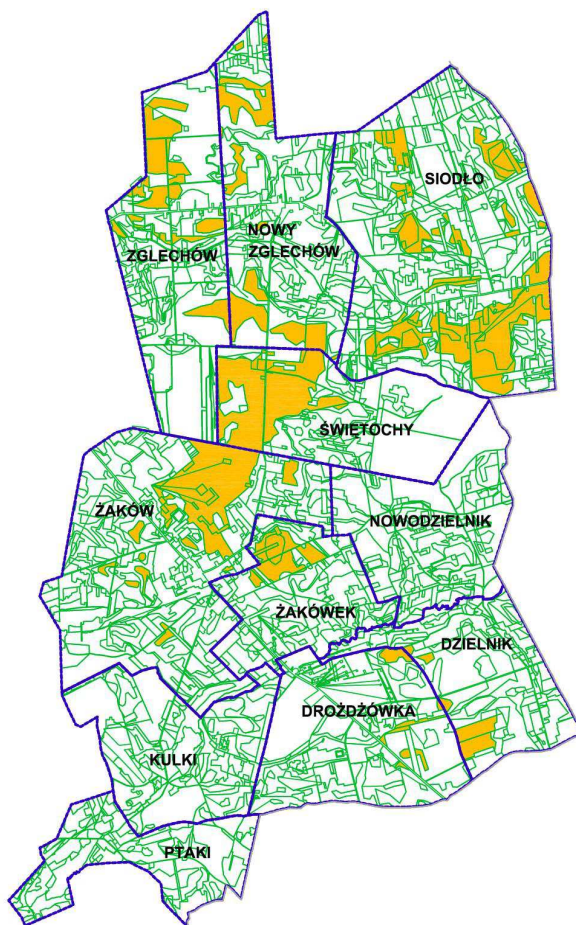 SIODŁO
NOWY
ZGLECHÓW
ZGLECHÓW
ŚWIĘTOCHY
ŻAKÓW
NOWODZIELNIK
ŻAKÓWEK
DZIELNIK
DROŻDŻÓWKA
KULKI
PTAKI